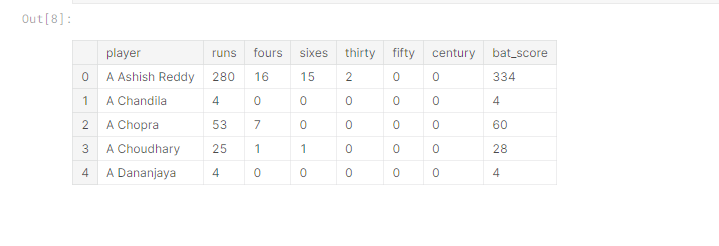 Out[8]:
player runs fours sixes thirty fifty century bat_score
0 A Ashish Reddy 280 16 15 2 0 0 334
1 A Chandila 4 0 0 0 0 0 4
2 A Chopra 53 7 0 0 0 0 60
3 A Choudhary 25 1 1 0 0 0 28
4 A Dananjaya 4 0 0 0 0 0 4